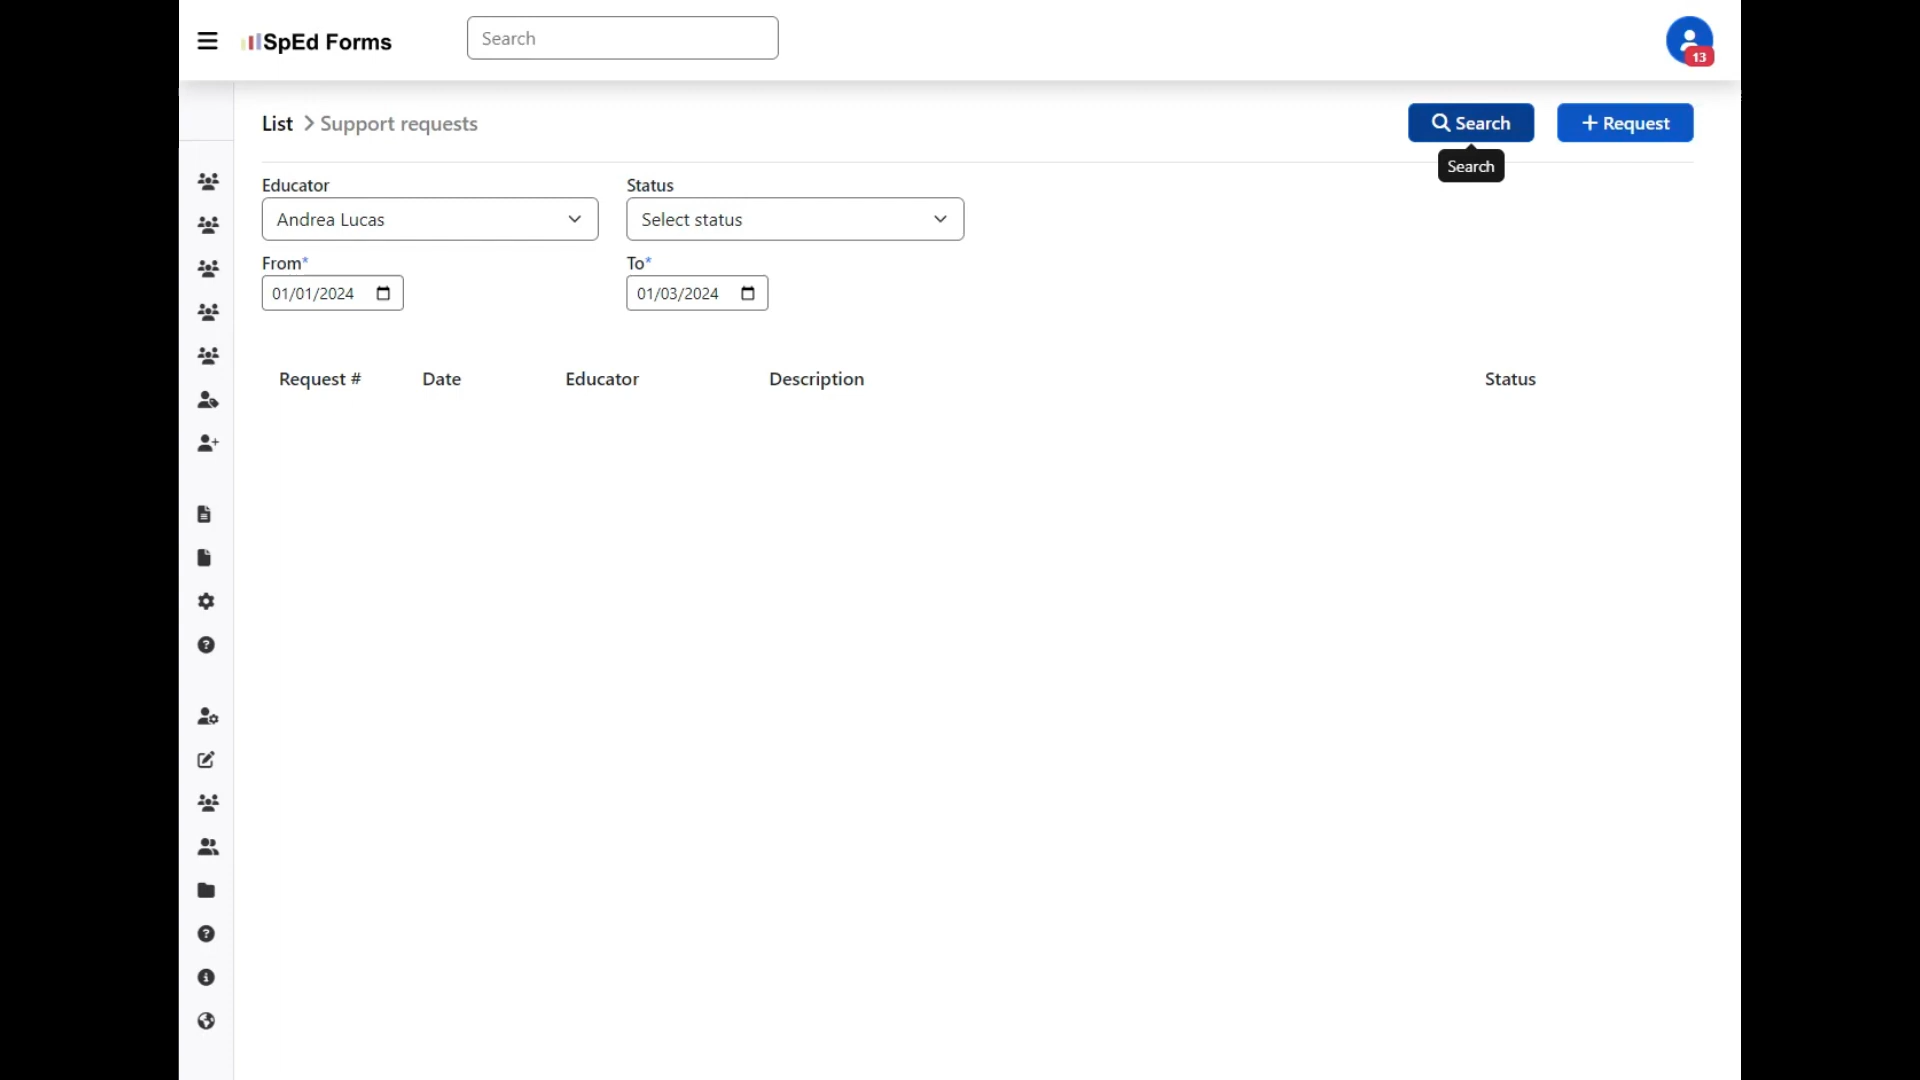 SpEd Forms
Search
13
List > Support requests
Search
+ Request
Search
Educator
Status
Andrea Lucas
Select status
From*
To*
01/01/2024
01/03/2024
Request #
Date
Educator
Description
Status